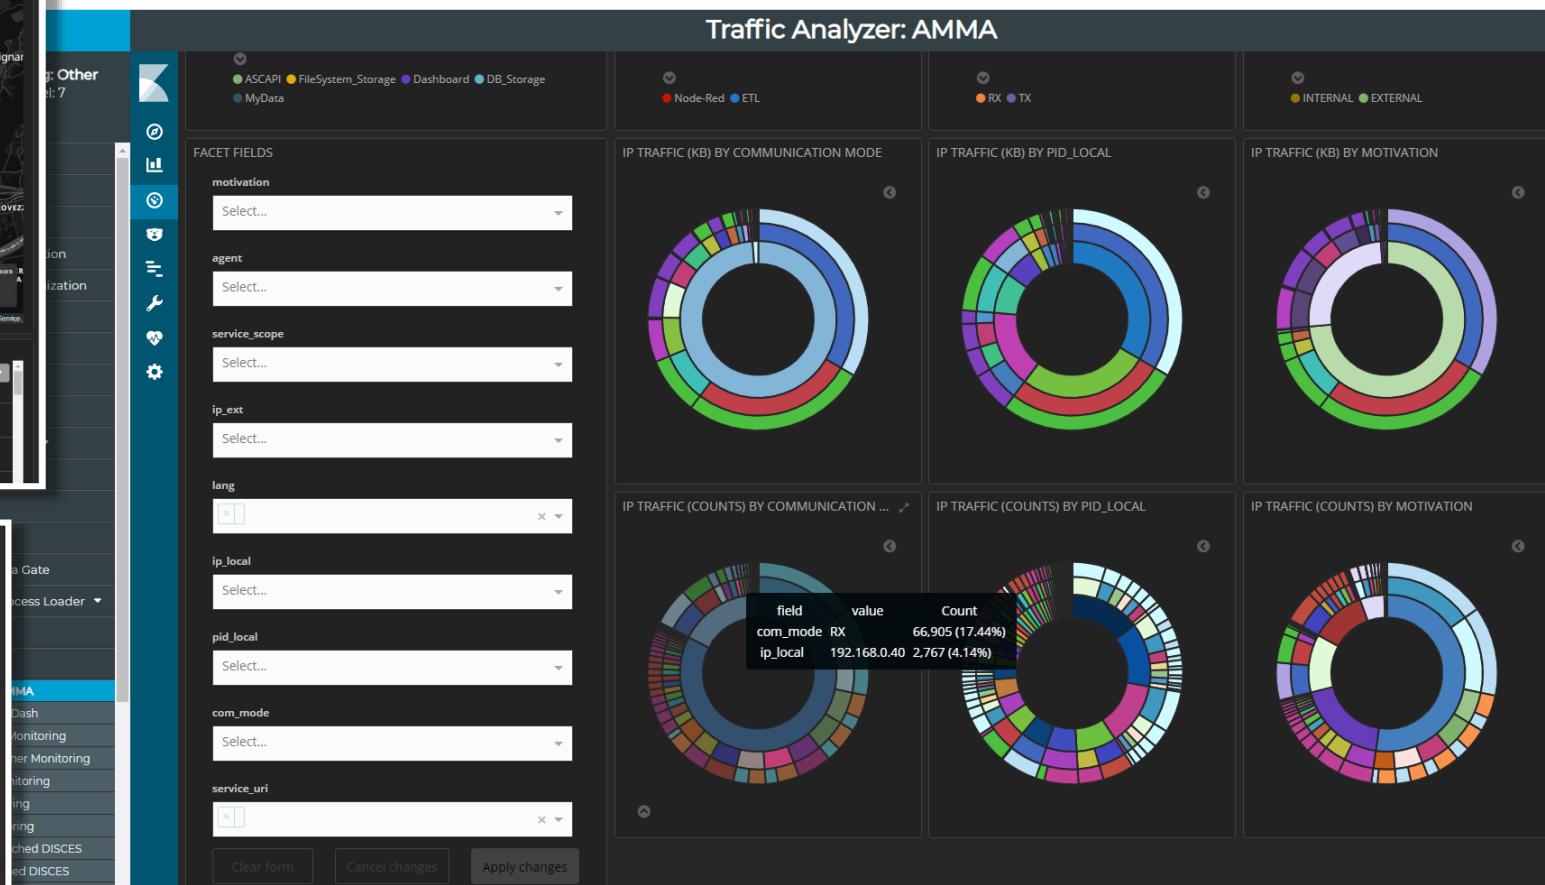 Traffic Analyzer: AMMA
g: Other
el: 7
ASCAPI FileSystem_Storage Dashboard DB_Storage
MyData
Node-Red ETL
RX TX
INTERNAL EXTERNAL
FACET FIELDS
motivation
Select...
agent
Select...
service_scope
Select...
ip_ext
Select...
lang
×
×
ip_local
Select...
pid_local
Select...
com_mode
Select...
service_uri
×
×
Clear form Cancel changes Apply changes
IP TRAFFIC (KB) BY COMMUNICATION MODE
IP TRAFFIC (KB) BY PID_LOCAL
IP TRAFFIC (KB) BY MOTIVATION
IP TRAFFIC (COUNTS) BY COMMUNICATION ...
IP TRAFFIC (COUNTS) BY PID_LOCAL
IP TRAFFIC (COUNTS) BY MOTIVATION
field value Count
com_mode RX 66,905 (17.44%)
ip_local 192.168.0.40 2,767 (4.14%)
ion
ization
a Gate
ocess Loader
MMA
Dash
Monitoring
ner Monitoring
nitoring
ing
ring
ched DISCES
ed DISCES